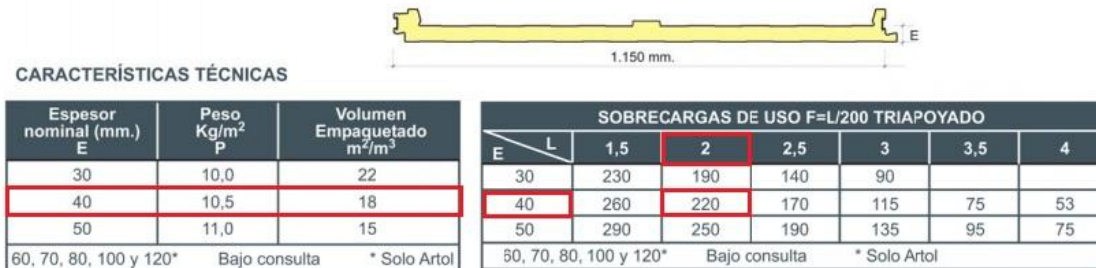 E
1.150 mm.
CARACTERÍSTICAS TÉCNICAS
Espesor nominal (mm.) E Peso Kg/m² P Volumen Empaquetado m²/m³
30 10,0 22
40 10,5 18
50 11,0 15
60, 70, 80, 100 y 120* Bajo consulta * Solo Artol
SOBRECARGAS DE USO F=L/200 TRIAPOYADO
E L 1,5 2 2,5 3 3,5 4
30 230 190 140 90
40 260 220 170 115 75 53
50 290 250 190 135 95 75
60, 70, 80, 100 y 120* Bajo consulta * Solo Artol